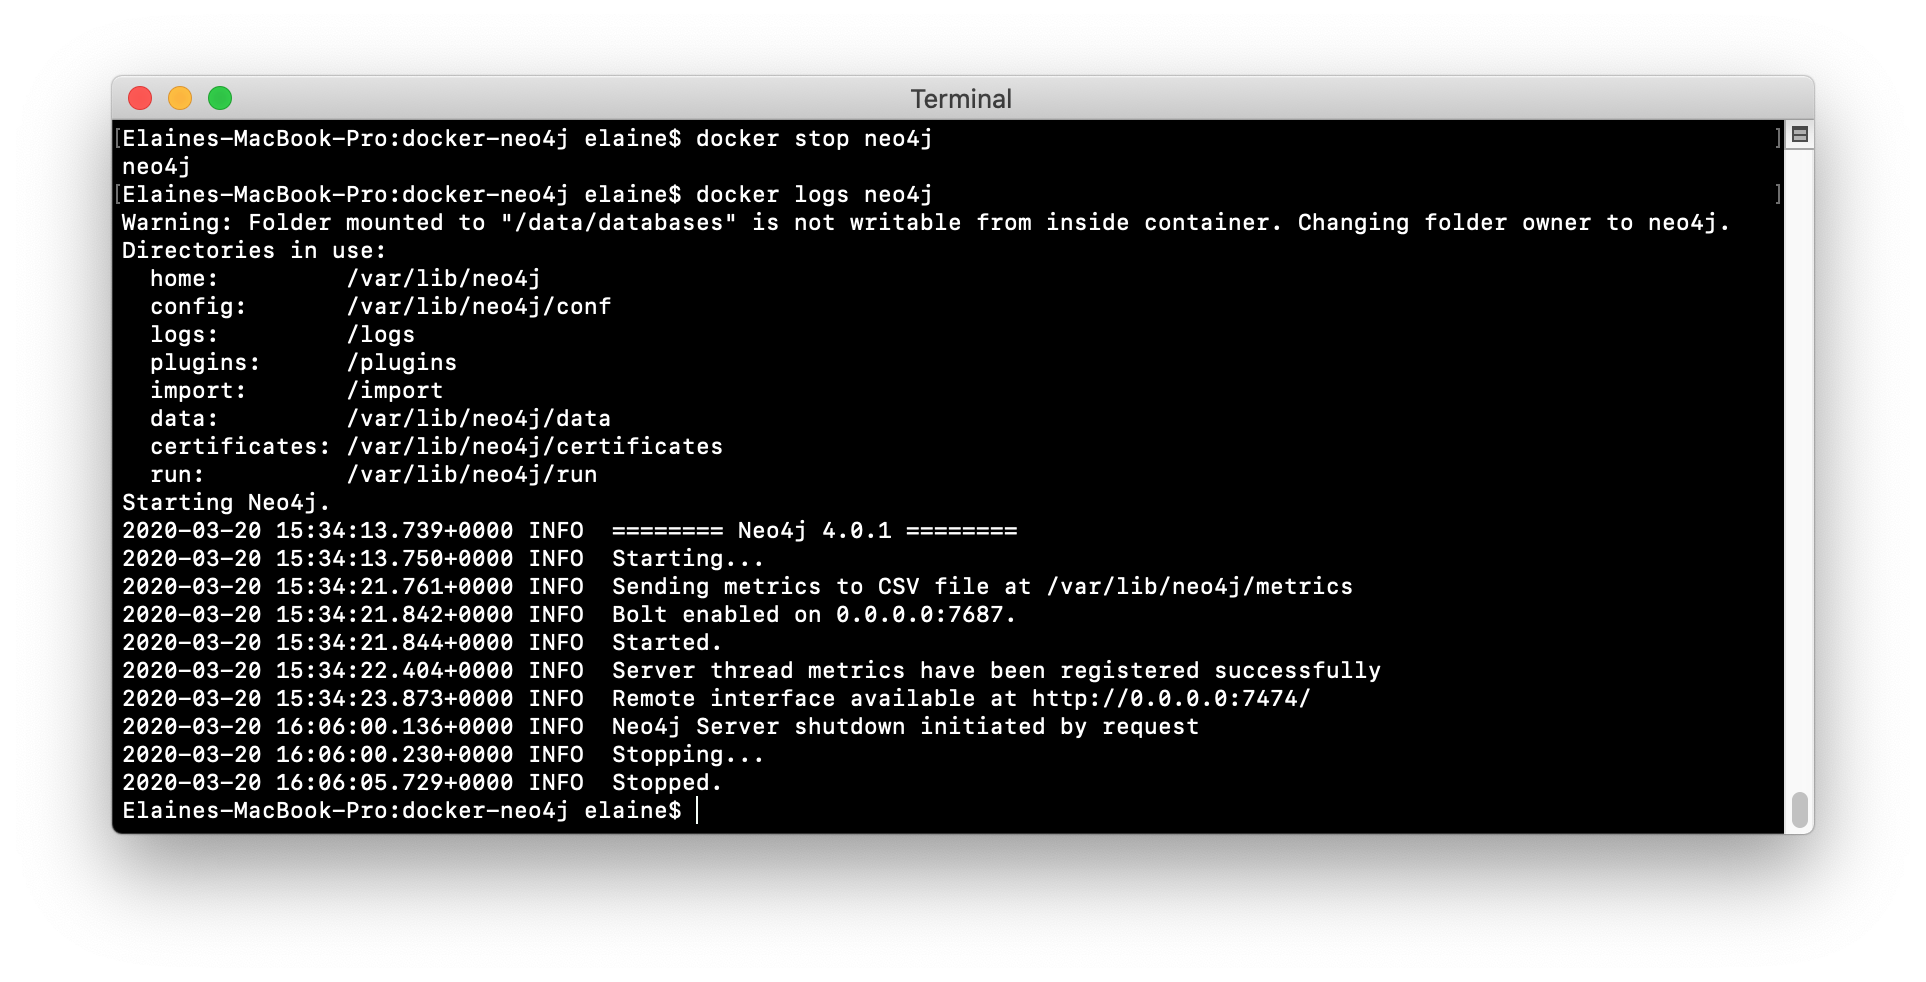 Terminal
[Elaines-MacBook-Pro:docker-neo4j elaine$ docker stop neo4j ]
neo4j
[Elaines-MacBook-Pro:docker-neo4j elaine$ docker logs neo4j ]
Warning: Folder mounted to "/data/databases" is not writable from inside container. Changing folder owner to neo4j.
Directories in use:
  home:         /var/lib/neo4j
  config:       /var/lib/neo4j/conf
  logs:         /logs
  plugins:      /plugins
  import:       /import
  data:         /var/lib/neo4j/data
  certificates: /var/lib/neo4j/certificates
  run:          /var/lib/neo4j/run
Starting Neo4j.
2020-03-20 15:34:13.739+0000 INFO  ======== Neo4j 4.0.1 ========
2020-03-20 15:34:13.750+0000 INFO  Starting...
2020-03-20 15:34:21.761+0000 INFO  Sending metrics to CSV file at /var/lib/neo4j/metrics
2020-03-20 15:34:21.842+0000 INFO  Bolt enabled on 0.0.0.0:7687.
2020-03-20 15:34:21.844+0000 INFO  Started.
2020-03-20 15:34:22.404+0000 INFO  Server thread metrics have been registered successfully
2020-03-20 15:34:23.873+0000 INFO  Remote interface available at http://0.0.0.0:7474/
2020-03-20 16:06:00.136+0000 INFO  Neo4j Server shutdown initiated by request
2020-03-20 16:06:00.230+0000 INFO  Stopping...
2020-03-20 16:06:05.729+0000 INFO  Stopped.
Elaines-MacBook-Pro:docker-neo4j elaine$